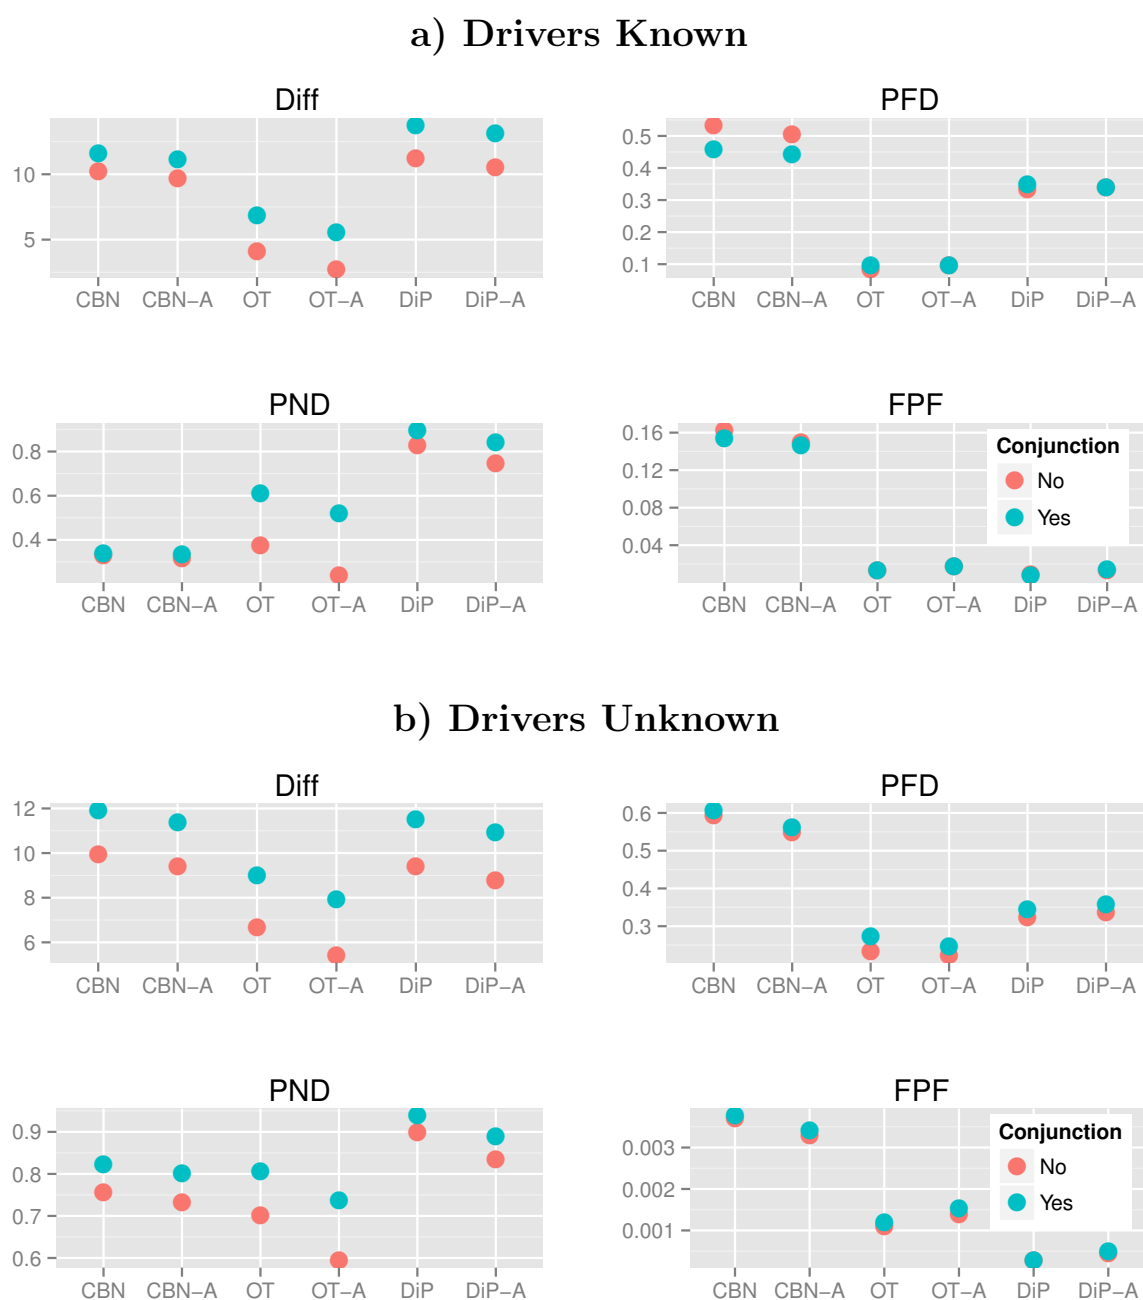 a) Drivers Known
Diff
10
5
CBN CBN−A OT OT−A DiP DiP−A
PFD
0.5
0.4
0.3
0.2
0.1
CBN CBN−A OT OT−A DiP DiP−A
PND
0.8
0.6
0.4
CBN CBN−A OT OT−A DiP DiP−A
FPF
0.16
0.12
0.08
0.04
Conjunction
No
Yes
CBN CBN−A OT OT−A DiP DiP−A
b) Drivers Unknown
Diff
12
10
8
6
CBN CBN−A OT OT−A DiP DiP−A
PFD
0.6
0.5
0.4
0.3
CBN CBN−A OT OT−A DiP DiP−A
PND
0.9
0.8
0.7
0.6
CBN CBN−A OT OT−A DiP DiP−A
FPF
0.003
0.002
0.001
Conjunction
No
Yes
CBN CBN−A OT OT−A DiP DiP−A